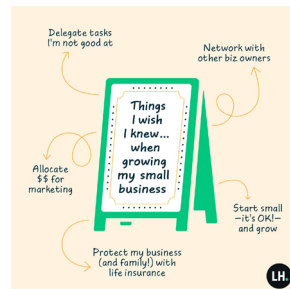 Delegate tasks
I'm not good at
Network with
other biz owners
Things
I wish
I knew...
when
growing
my small
business
Allocate
$$ for
marketing
Start small
—it's OK!—
and grow
Protect my business
(and family!) with
life insurance
LH.